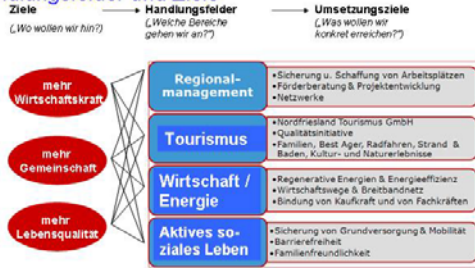 Ziele
Handlungsfelder
Umsetzungsziele
(„Wo wollen wir hin?")
(„Welche Bereiche
gehen wir an?")
(„Was wollen wir
konkret erreichen?")
mehr
Wirtschaftskraft
mehr
Gemeinschaft
mehr
Lebensqualität
Regional-
management
•Sicherung u. Schaffung von Arbeitsplätzen
•Förderberatung & Projektentwicklung
•Netzwerke
Tourismus
•Nordfriesland Tourismus GmbH
•Qualitätsinitiative
•Familien, Best Ager, Radfahren, Strand &
Baden, Kultur- und Naturerlebnisse
Wirtschaft /
Energie
•Regenerative Energien & Energieeffizienz
•Wirtschaftswege & Breitbandnetz
•Bindung von Kaufkraft und von Fachkräften
Aktives so-
ziales Leben
•Sicherung von Grundversorgung & Mobilität
•Barrierefreiheit
•Familienfreundlichkeit